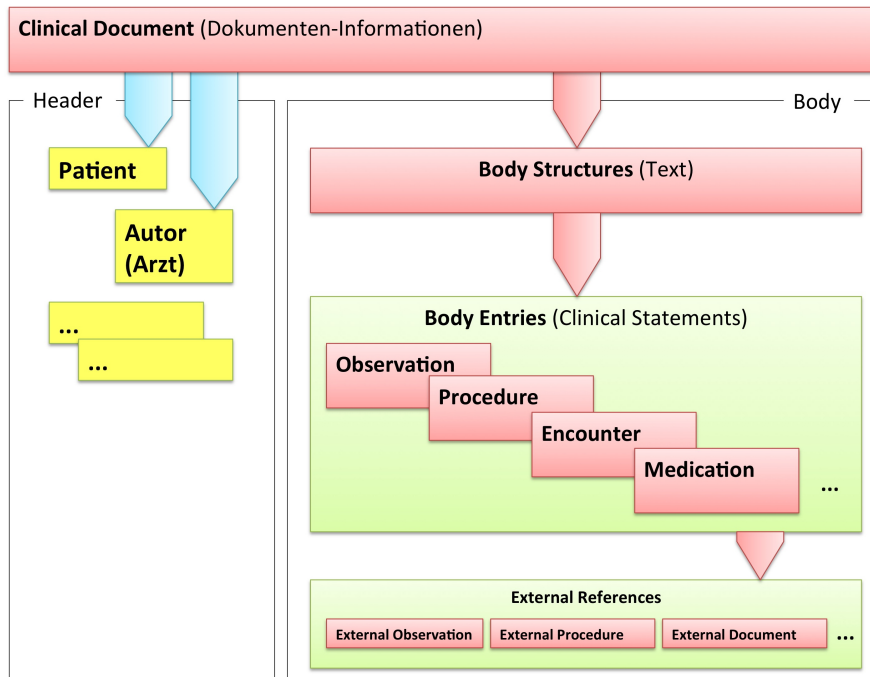 Clinical Document (Dokumenten-Informationen)
Header
Body
Patient
Autor
(Arzt)
...
...
Body Structures (Text)
Body Entries (Clinical Statements)
Observation
Procedure
Encounter
Medication
...
External References
External Observation
External Procedure
External Document
...